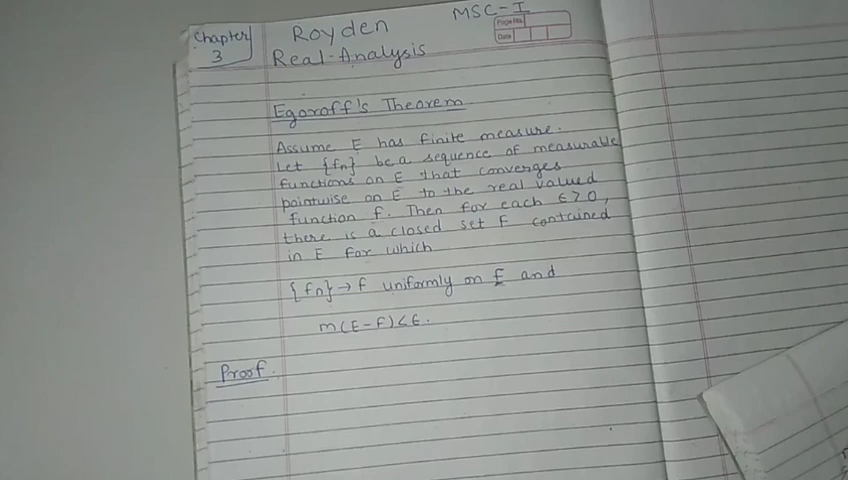 Chapter 3
Royden
MSC-I
Real-Analysis
Page No.
Date
Egoroff's Theorem
Assume E has finite measure.
Let {fn} be a sequence of measurable
functions on E that converges
pointwise on E to the real valued
function f. Then for each ε>0,
there is a closed set F contained
in E for which
{fn}→f uniformly on F and
m(E-F)<ε.
Proof.